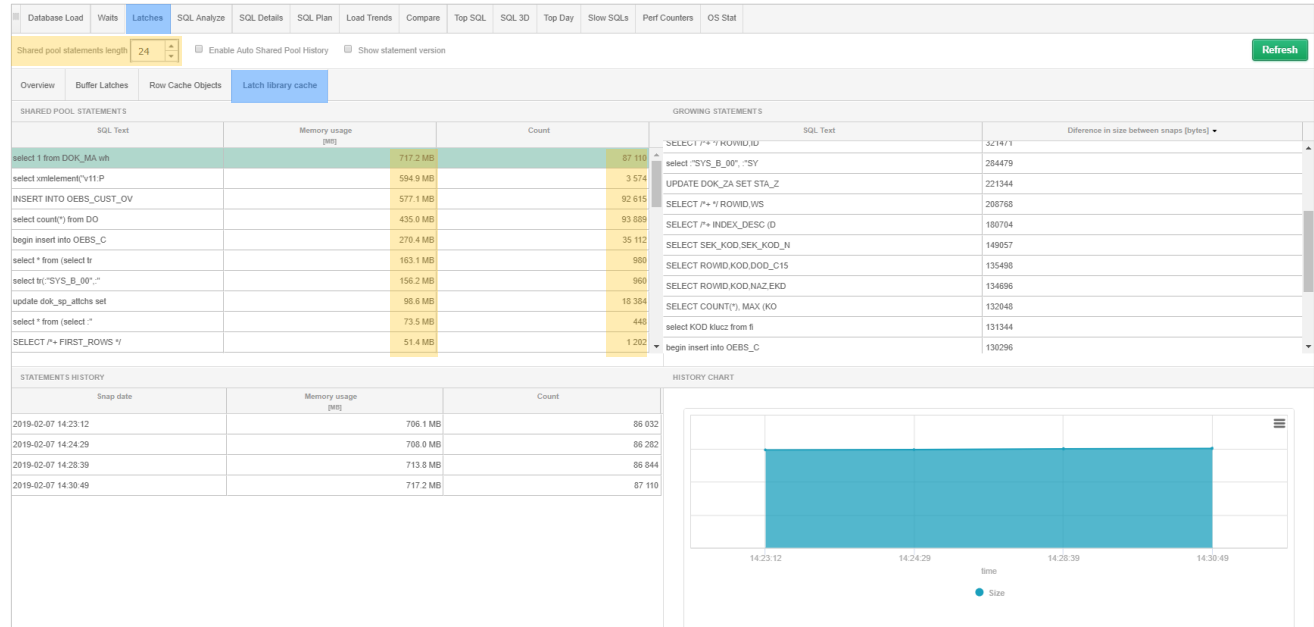 Database Load Waits Latches SQL Analyze SQL Details SQL Plan Load Trends Compare Top SQL SQL 3D Top Day Slow SQLs Perf Counters OS Stat
Shared pool statements length 24 Enable Auto Shared Pool History Show statement version Refresh
Overview Buffer Latches Row Cache Objects Latch library cache
SHARED POOL STATEMENTS
SQL Text Memory usage [MB] Count
select 1 from DOK_MA wh 717.2 MB 87 110
select xmlelement("v11:P 594.9 MB 3 574
INSERT INTO OEBS_CUST_OV 577.1 MB 92 615
select count(*) from DO 435.0 MB 93 889
begin insert into OEBS_C 270.4 MB 35 112
select * from (select tr 163.1 MB 980
select tr(:"SYS_B_00",:" 156.2 MB 960
update dok_sp_attchs set 98.6 MB 18 384
select * from (select :" 73.5 MB 448
SELECT /*+ FIRST_ROWS */ 51.4 MB 1 202
GROWING STATEMENTS
SQL Text Diference in size between snaps [bytes]
SELECT /*+ */ ROWID,ID 321471
select :"SYS_B_00", :"SY 284479
UPDATE DOK_ZA SET STA_Z 221344
SELECT /*+ */ ROWID,WS 208768
SELECT /*+ INDEX_DESC (D 180704
SELECT SEK_KOD,SEK_KOD_N 149057
SELECT ROWID,KOD,DOD_C15 135498
SELECT ROWID,KOD,NAZ,EKD 134696
SELECT COUNT(*), MAX (KO 132048
select KOD klucz from fi 131344
begin insert into OEBS_C 130296
STATEMENTS HISTORY
Snap date Memory usage [MB] Count
2019-02-07 14:23:12 706.1 MB 86 032
2019-02-07 14:24:29 708.0 MB 86 282
2019-02-07 14:28:39 713.8 MB 86 844
2019-02-07 14:30:49 717.2 MB 87 110
HISTORY CHART
14:23:12 14:24:29 14:28:39 14:30:49
time
Size